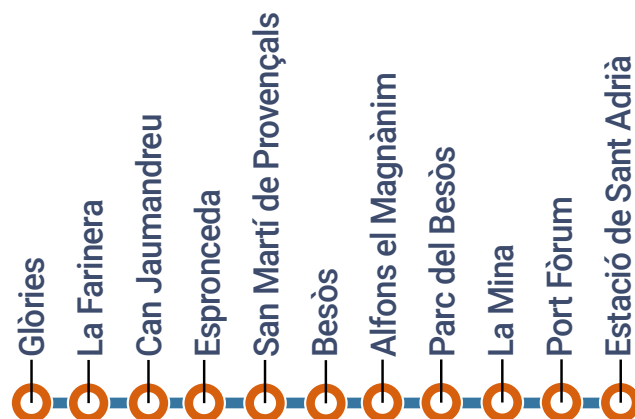 Glòries
La Farinera
Can Jaumandreu
Espronceda
San Martí de Provençals
Besòs
Alfons el Magnànim
Parc del Besòs
La Mina
Port Fòrum
Estació de Sant Adrià